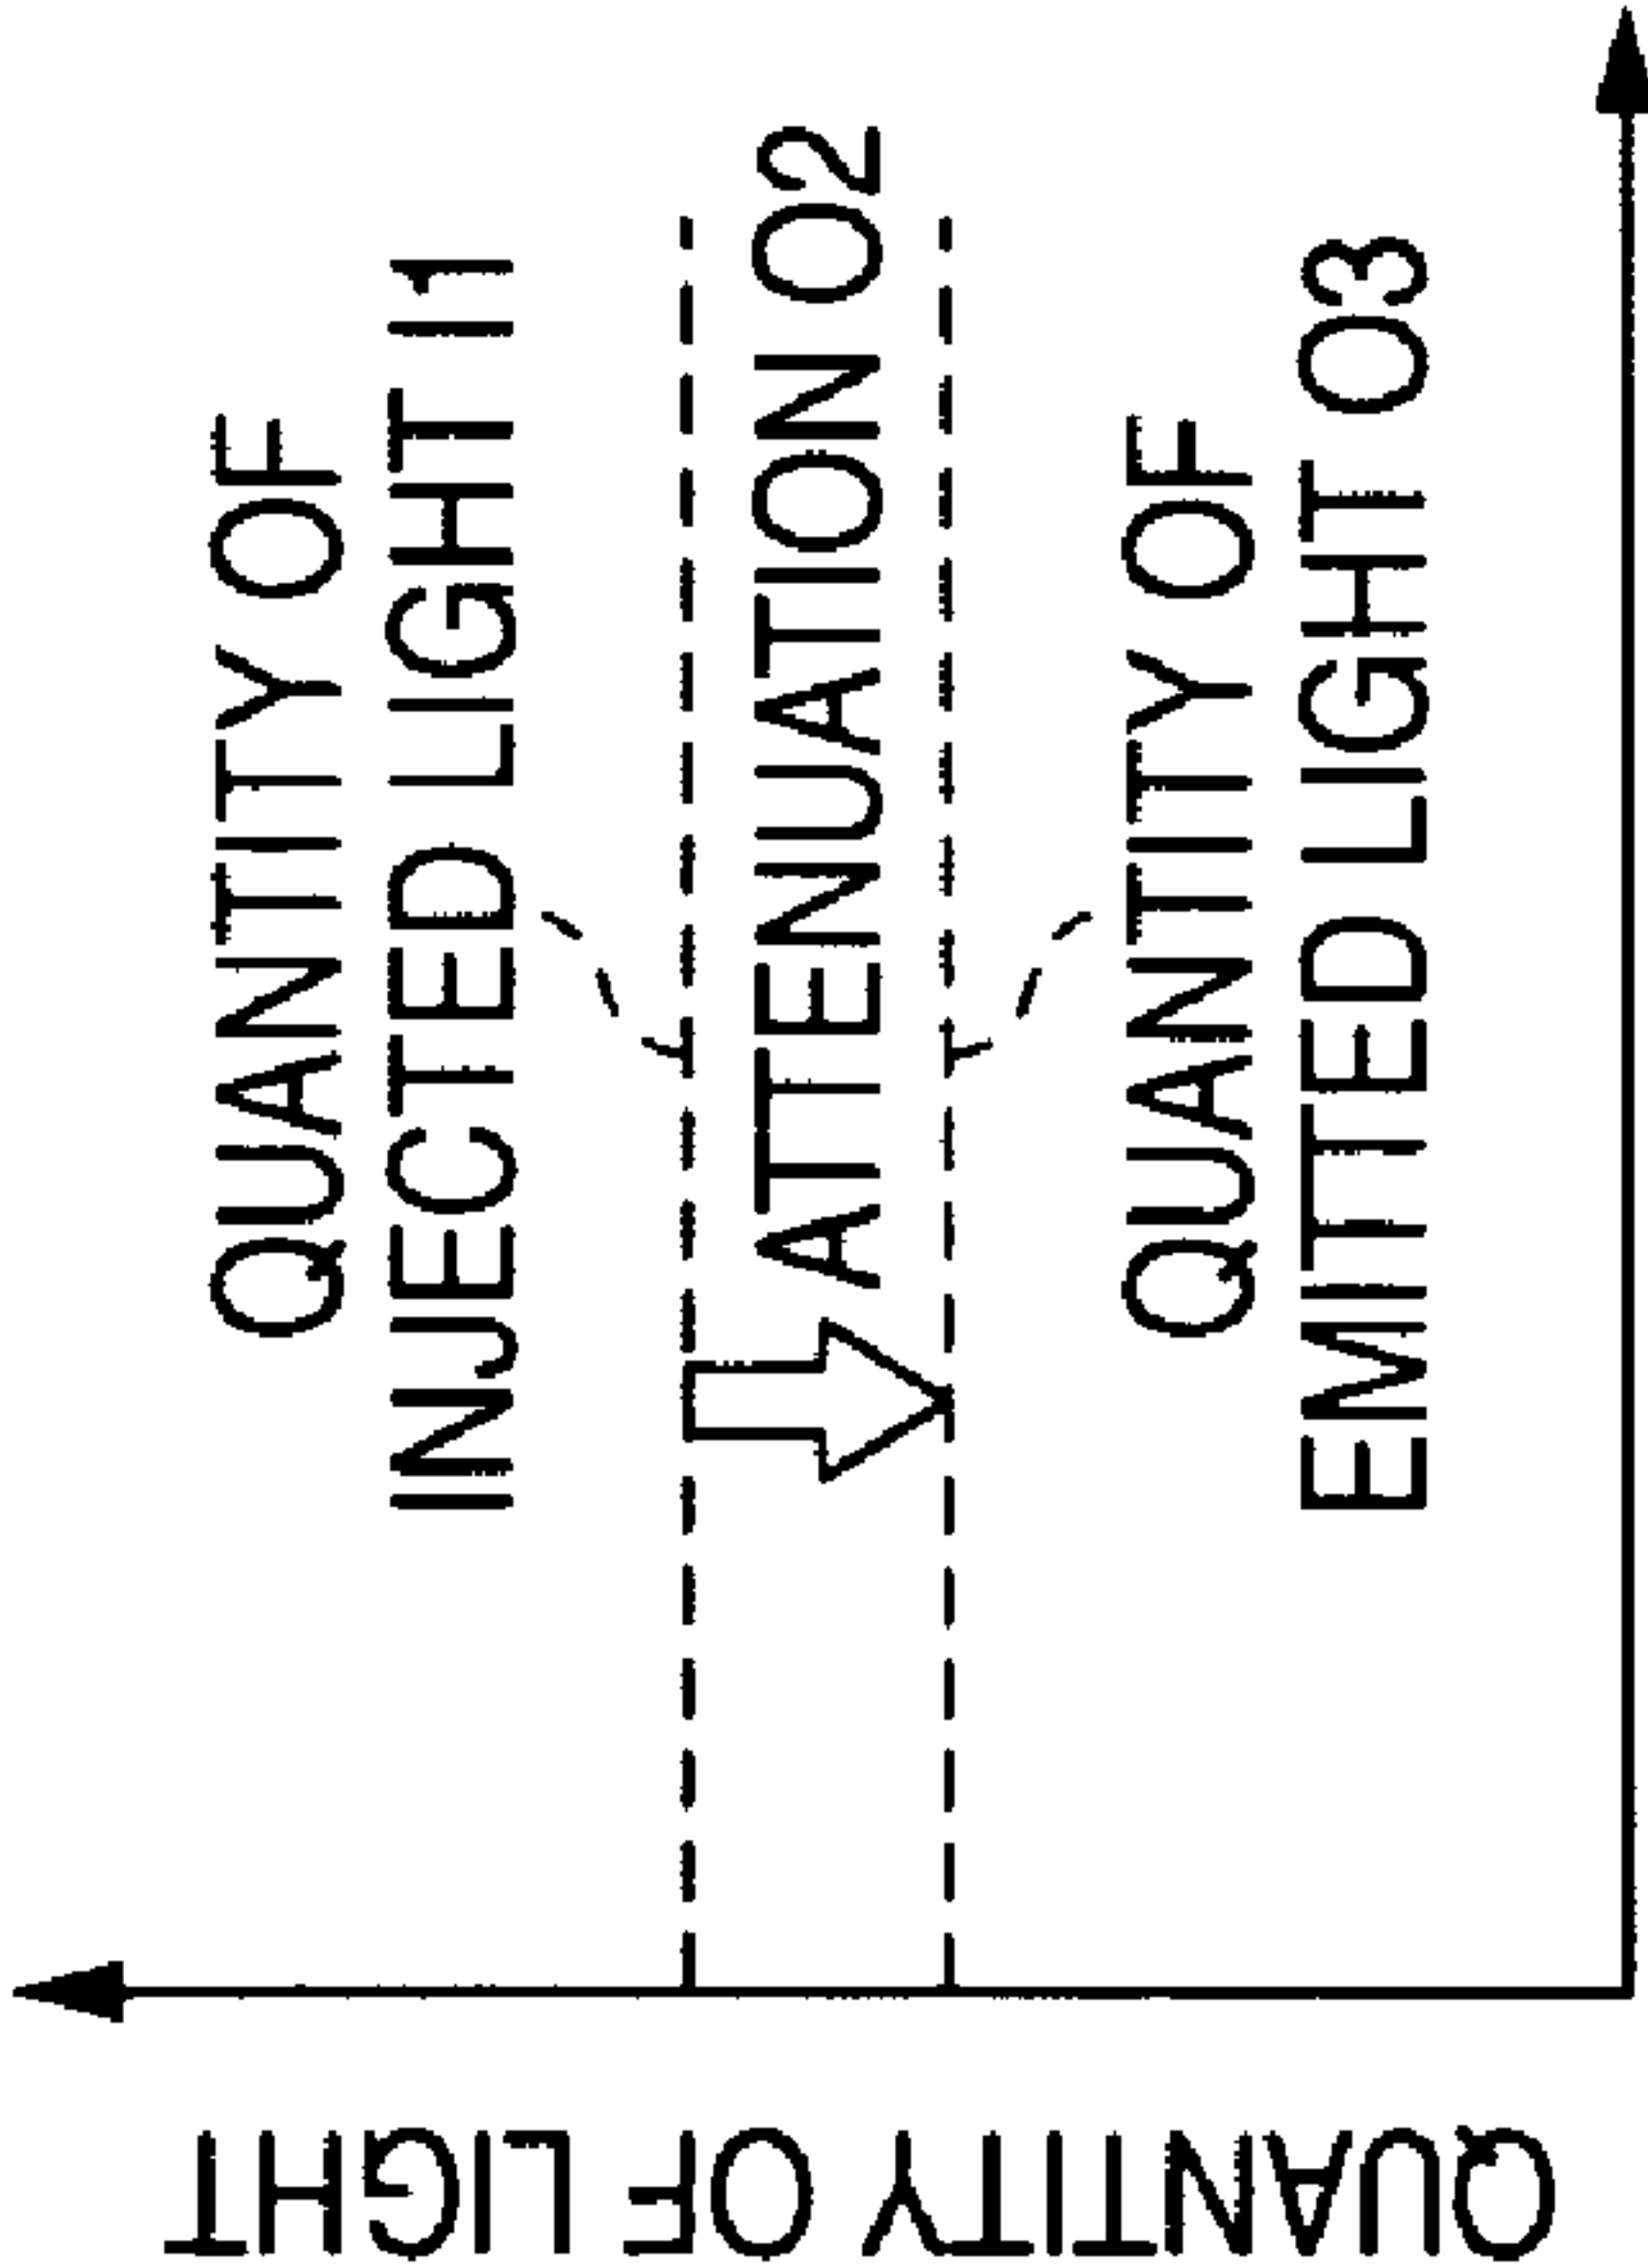 QUANTITY OF
INJECTED LIGHT I1
ATTENUATION O2
QUANTITY OF
EMITTED LIGHT O3
QUANTITY OF LIGHT